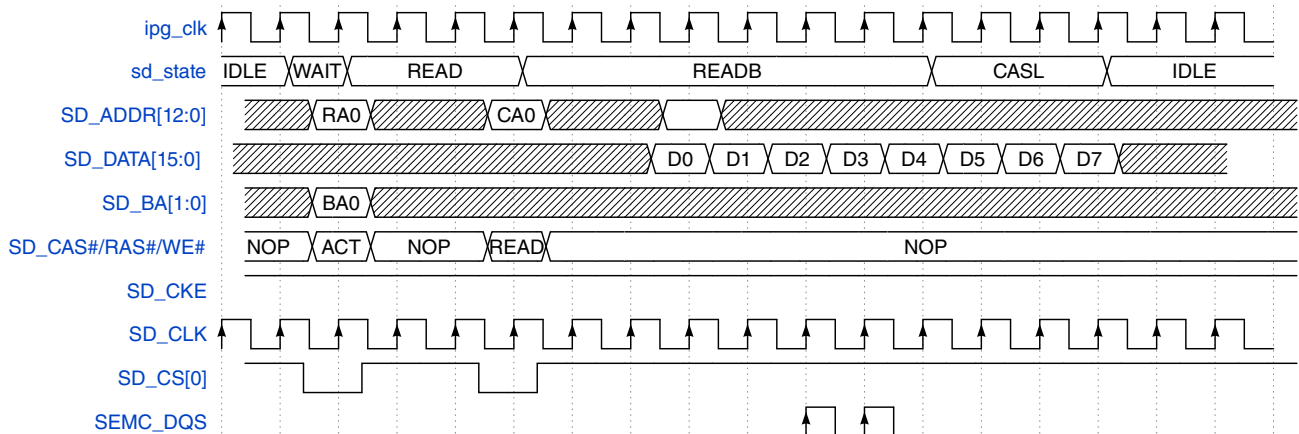 ipg_clk
sd_state IDLE WAIT READ READB CASL IDLE
SD_ADDR[12:0] RA0 CA0
SD_DATA[15:0] D0 D1 D2 D3 D4 D5 D6 D7
SD_BA[1:0] BA0
SD_CAS#/RAS#/WE# NOP ACT NOP READ NOP
SD_CKE
SD_CLK
SD_CS[0]
SEMC_DQS